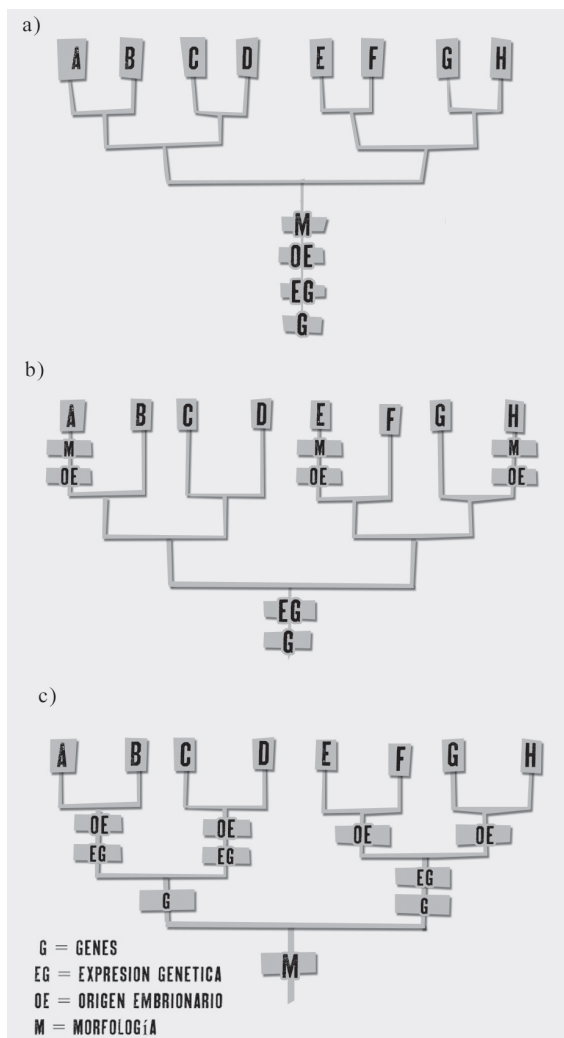 a)
A B C D E F G H
M
OE
EG
G
b)
A B C D E F G H
M M M
OE OE OE
EG
G
c)
A B C D E F G H
OE OE OE OE
EG EG
EG
G G
M
G = GENES
EG = EXPRESION GENETICA
OE = ORIGEN EMBRIONARIO
M = MORFOLOGÍA